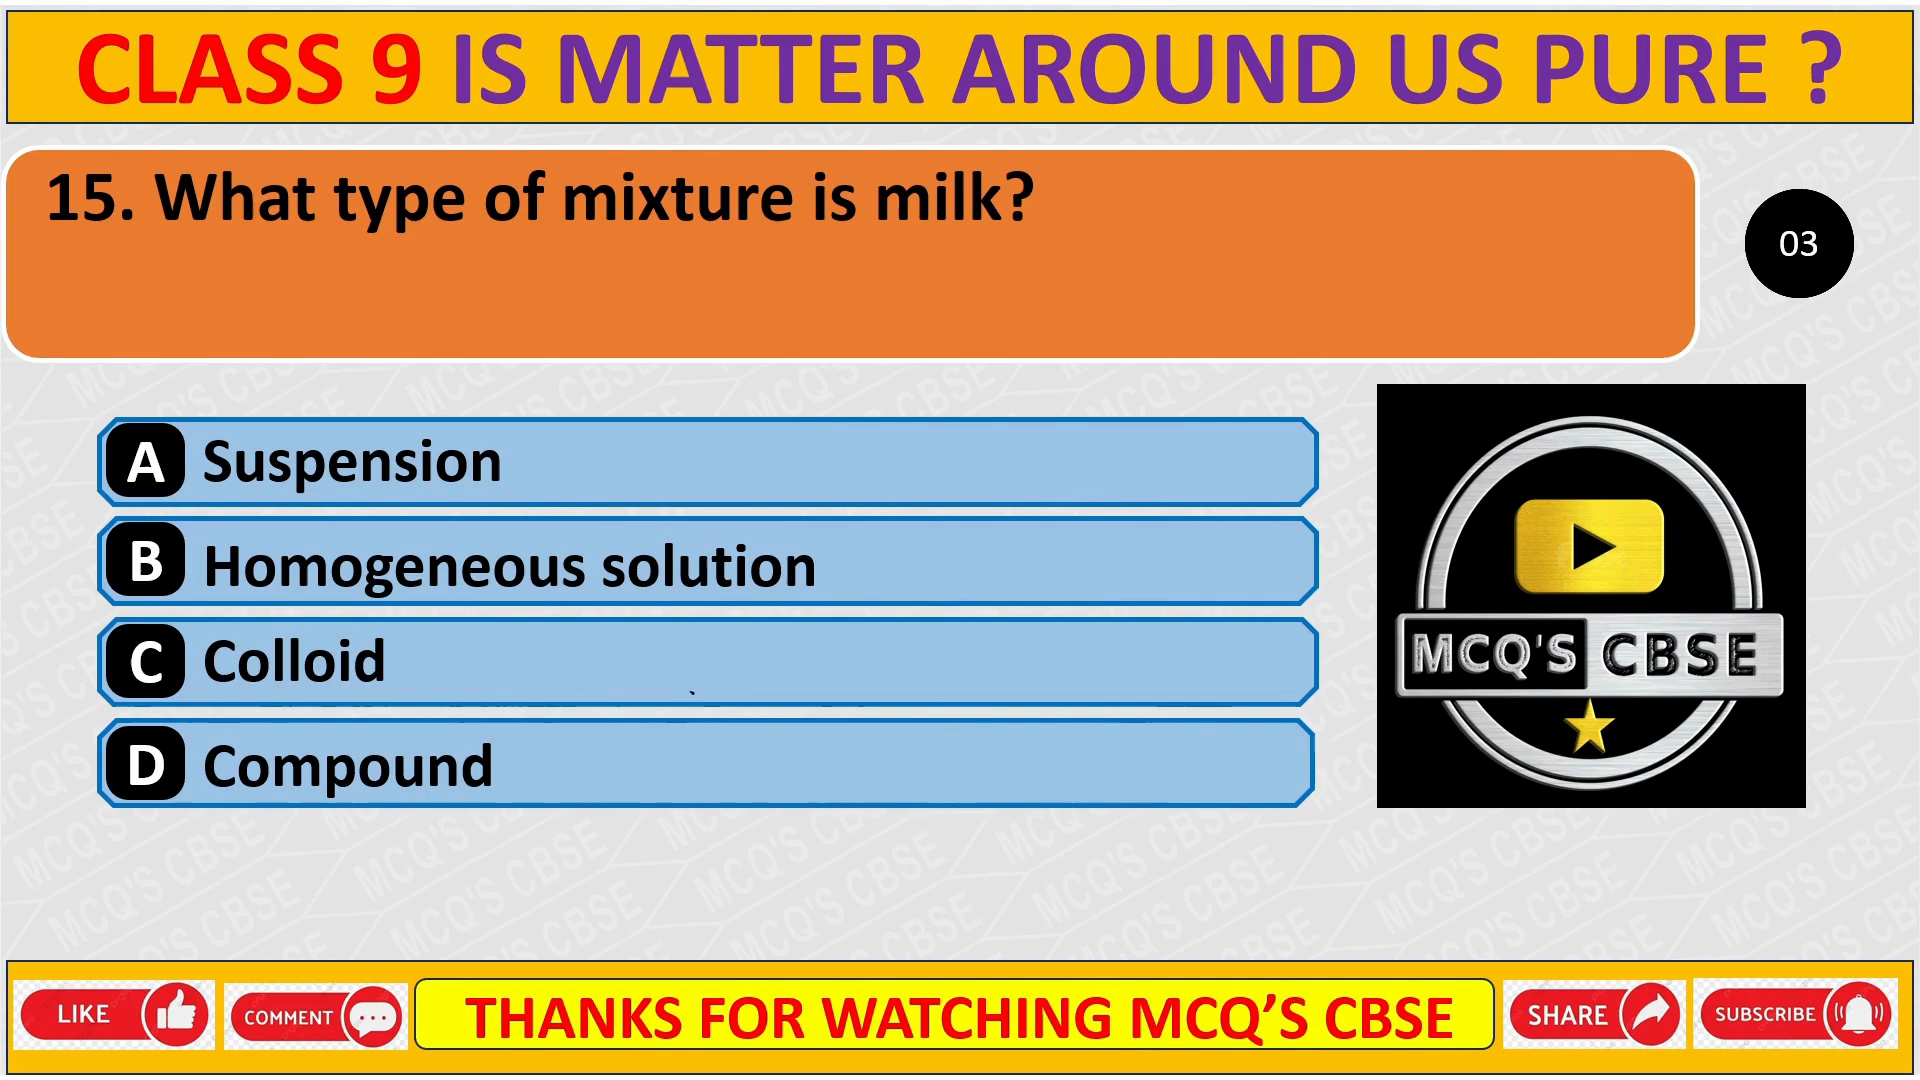 CLASS 9 IS MATTER AROUND US PURE ?
15. What type of mixture is milk?
03
A Suspension
B Homogeneous solution
C Colloid
D Compound
MCQ'S CBSE
LIKE
COMMENT
THANKS FOR WATCHING MCQ’S CBSE
SHARE
SUBSCRIBE